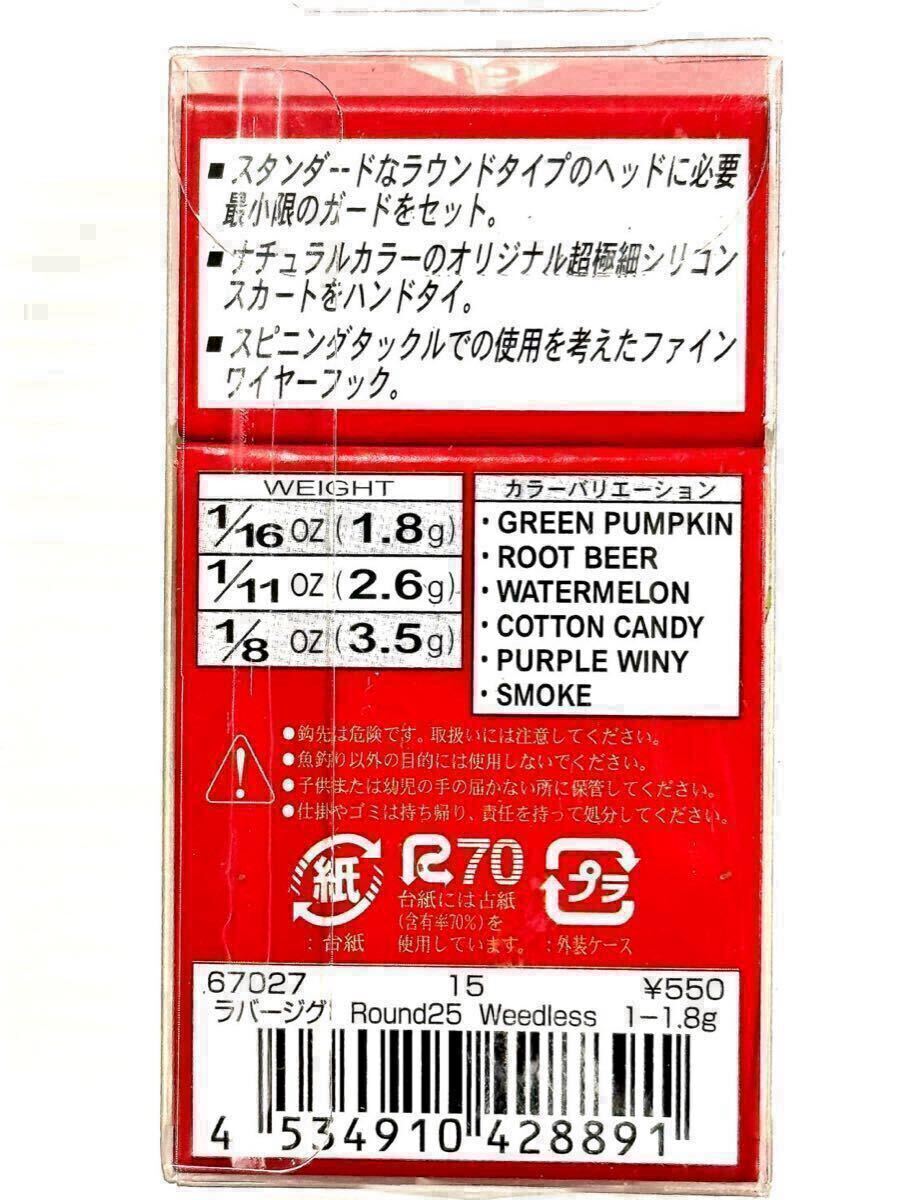 ■ スタンダードなラウンドタイプのヘッドに必要
最小限のガードをセット。
■ ナチュラルカラーのオリジナル超極細シリコン
スカートをハンドタイ。
■ スピニングタックルでの使用を考えたファイン
ワイヤーフック。
WEIGHT
1/16 OZ (1.8g)
1/11 OZ (2.6g)
1/8 OZ (3.5g)
カラーバリエーション
・GREEN PUMPKIN
・ROOT BEER
・WATERMELON
・COTTON CANDY
・PURPLE WINY
・SMOKE
●鈎先は危険です。取扱いには注意してください。
●魚釣り以外の目的には使用しないでください。
●子供または幼児の手の届かない所に保管してください。
●仕掛やゴミは持ち帰り、責任を持って処分してください。
紙
:台紙
R70
台紙には古紙
(含有率70%)を
使用しています。
プラ
:外装ケース
67027 15 ¥550
ラバージグ Round25 Weedless 1-1.8g
4 534910 428891